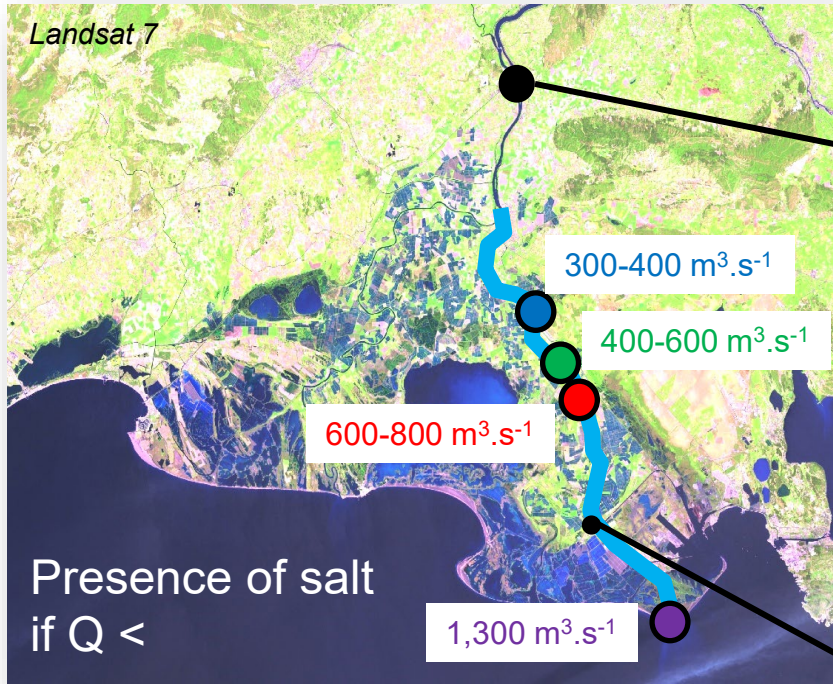 Landsat 7
300-400 m³.s⁻¹
400-600 m³.s⁻¹
600-800 m³.s⁻¹
Presence of salt
if Q <
1,300 m³.s⁻¹